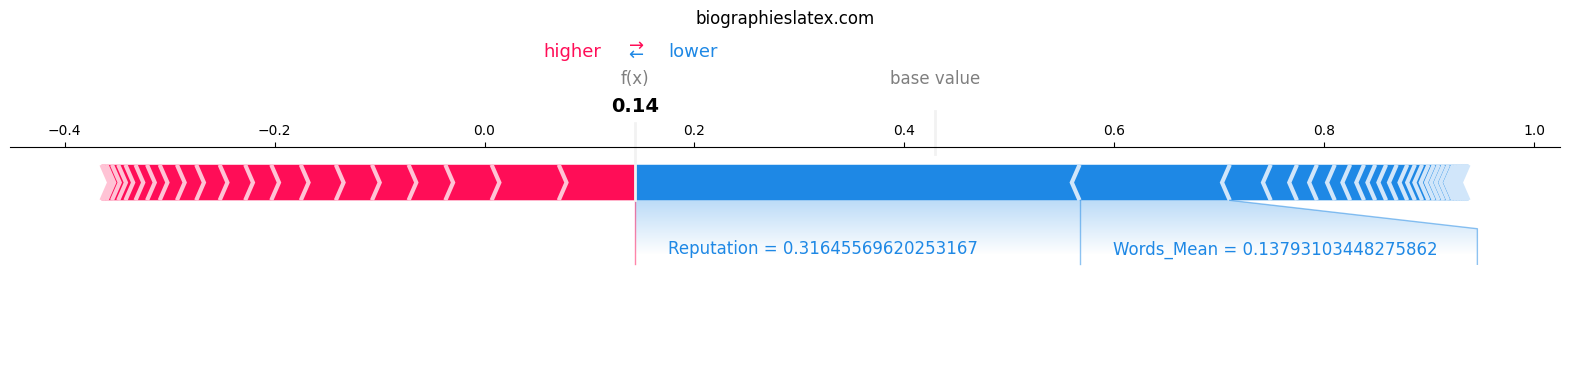 biographieslatex.com
higher → ← lower
f(x) base value
0.14
−0.4 −0.2 0.0 0.2 0.4 0.6 0.8 1.0
Reputation = 0.31645569620253167 Words_Mean = 0.13793103448275862